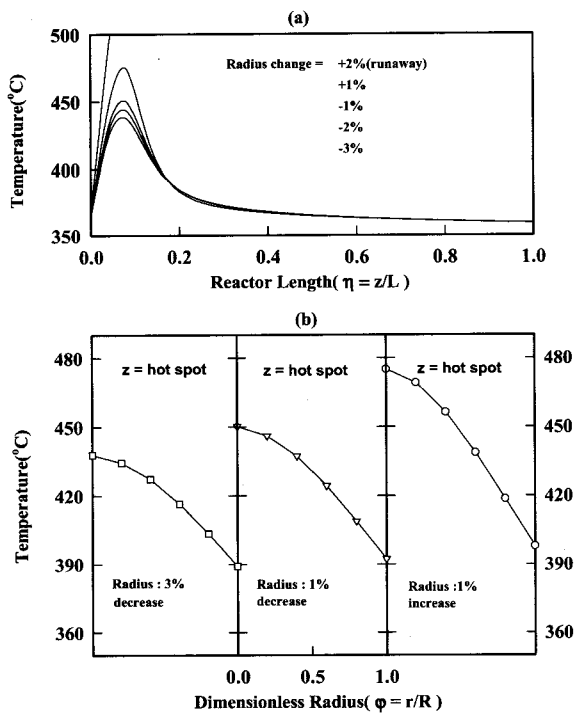 (a)
500
450
400
350
Temperature(°C)
Radius change = +2%(runaway)
+1%
-1%
-2%
-3%
0.0 0.2 0.4 0.6 0.8 1.0
Reactor Length( η = z/L )
(b)
480
450
420
390
360
Temperature(°C)
z = hot spot
z = hot spot
z = hot spot
Radius : 3%
decrease
Radius : 1%
decrease
Radius :1%
increase
480
450
420
390
360
0.0 0.5 1.0
Dimensionless Radius( φ = r/R )